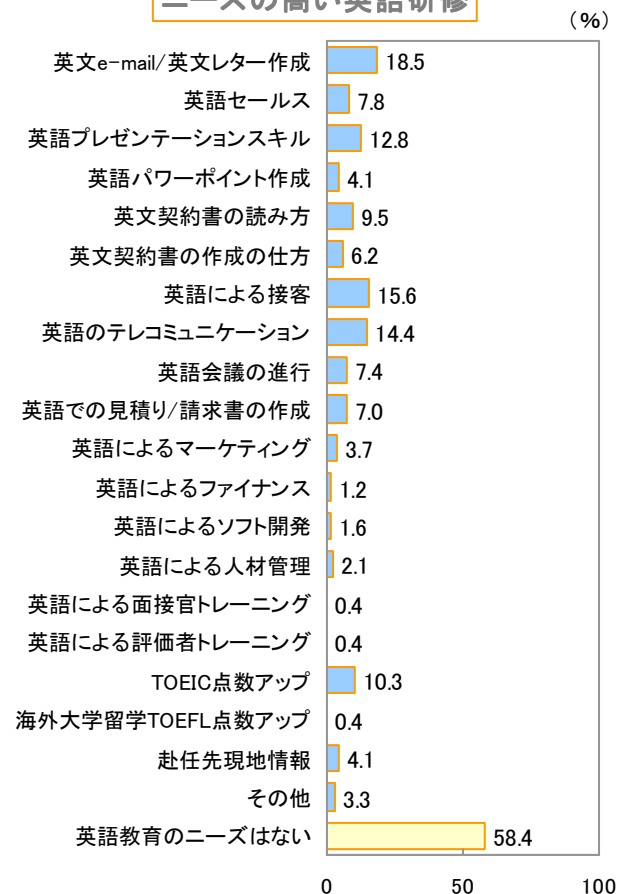 ニーズの高い英語研修
(%)
英文e-mail/英文レター作成 18.5
英語セールス 7.8
英語プレゼンテーションスキル 12.8
英語パワーポイント作成 4.1
英文契約書の読み方 9.5
英文契約書の作成の仕方 6.2
英語による接客 15.6
英語のテレコミュニケーション 14.4
英語会議の進行 7.4
英語での見積り/請求書の作成 7.0
英語によるマーケティング 3.7
英語によるファイナンス 1.2
英語によるソフト開発 1.6
英語による人材管理 2.1
英語による面接官トレーニング 0.4
英語による評価者トレーニング 0.4
TOEIC点数アップ 10.3
海外大学留学TOEFL点数アップ 0.4
赴任先現地情報 4.1
その他 3.3
英語教育のニーズはない 58.4
0 50 100